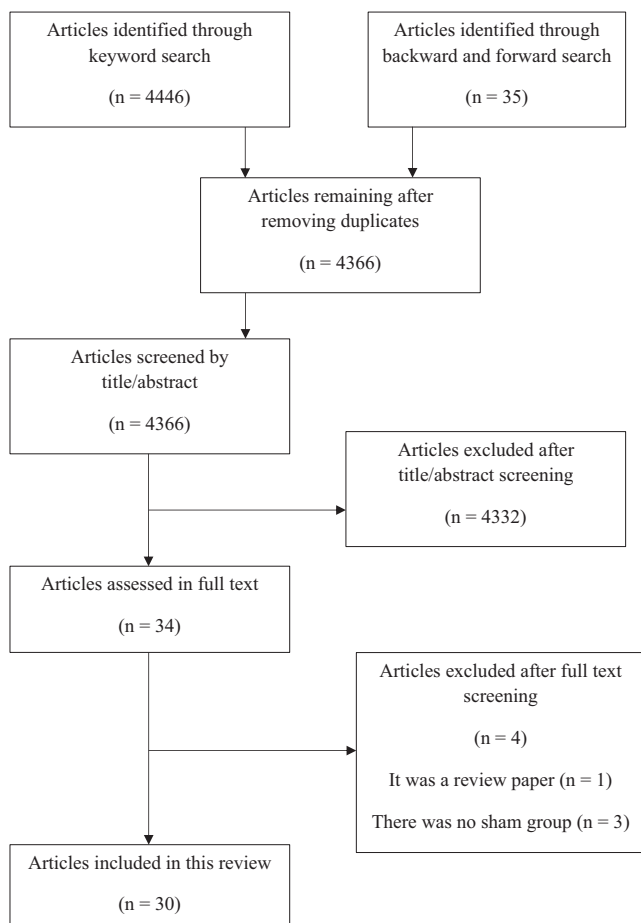 Articles identified through
keyword search
(n = 4446)
Articles identified through
backward and forward search
(n = 35)
Articles remaining after
removing duplicates
(n = 4366)
Articles screened by
title/abstract
(n = 4366)
Articles excluded after
title/abstract screening
(n = 4332)
Articles assessed in full text
(n = 34)
Articles excluded after full text
screening
(n = 4)
It was a review paper (n = 1)
There was no sham group (n = 3)
Articles included in this review
(n = 30)